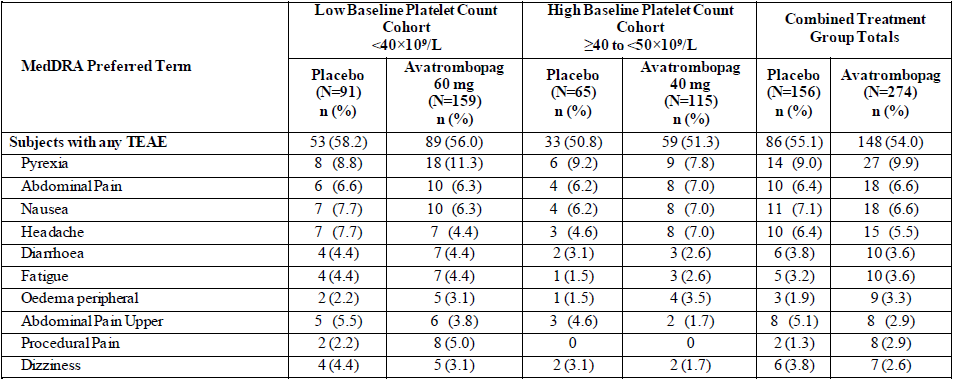 MedDRA Preferred Term
Low Baseline Platelet Count
Cohort
<40×10⁹/L
High Baseline Platelet Count
Cohort
≥40 to <50×10⁹/L
Combined Treatment
Group Totals
Placebo
(N=91)
n (%)
Avatrombopag
60 mg
(N=159)
n (%)
Placebo
(N=65)
n (%)
Avatrombopag
40 mg
(N=115)
n (%)
Placebo
(N=156)
n (%)
Avatrombopag
(N=274)
n (%)
Subjects with any TEAE 53 (58.2) 89 (56.0) 33 (50.8) 59 (51.3) 86 (55.1) 148 (54.0)
Pyrexia 8 (8.8) 18 (11.3) 6 (9.2) 9 (7.8) 14 (9.0) 27 (9.9)
Abdominal Pain 6 (6.6) 10 (6.3) 4 (6.2) 8 (7.0) 10 (6.4) 18 (6.6)
Nausea 7 (7.7) 10 (6.3) 4 (6.2) 8 (7.0) 11 (7.1) 18 (6.6)
Headache 7 (7.7) 7 (4.4) 3 (4.6) 8 (7.0) 10 (6.4) 15 (5.5)
Diarrhoea 4 (4.4) 7 (4.4) 2 (3.1) 3 (2.6) 6 (3.8) 10 (3.6)
Fatigue 4 (4.4) 7 (4.4) 1 (1.5) 3 (2.6) 5 (3.2) 10 (3.6)
Oedema peripheral 2 (2.2) 5 (3.1) 1 (1.5) 4 (3.5) 3 (1.9) 9 (3.3)
Abdominal Pain Upper 5 (5.5) 6 (3.8) 3 (4.6) 2 (1.7) 8 (5.1) 8 (2.9)
Procedural Pain 2 (2.2) 8 (5.0) 0 0 2 (1.3) 8 (2.9)
Dizziness 4 (4.4) 5 (3.1) 2 (3.1) 2 (1.7) 6 (3.8) 7 (2.6)